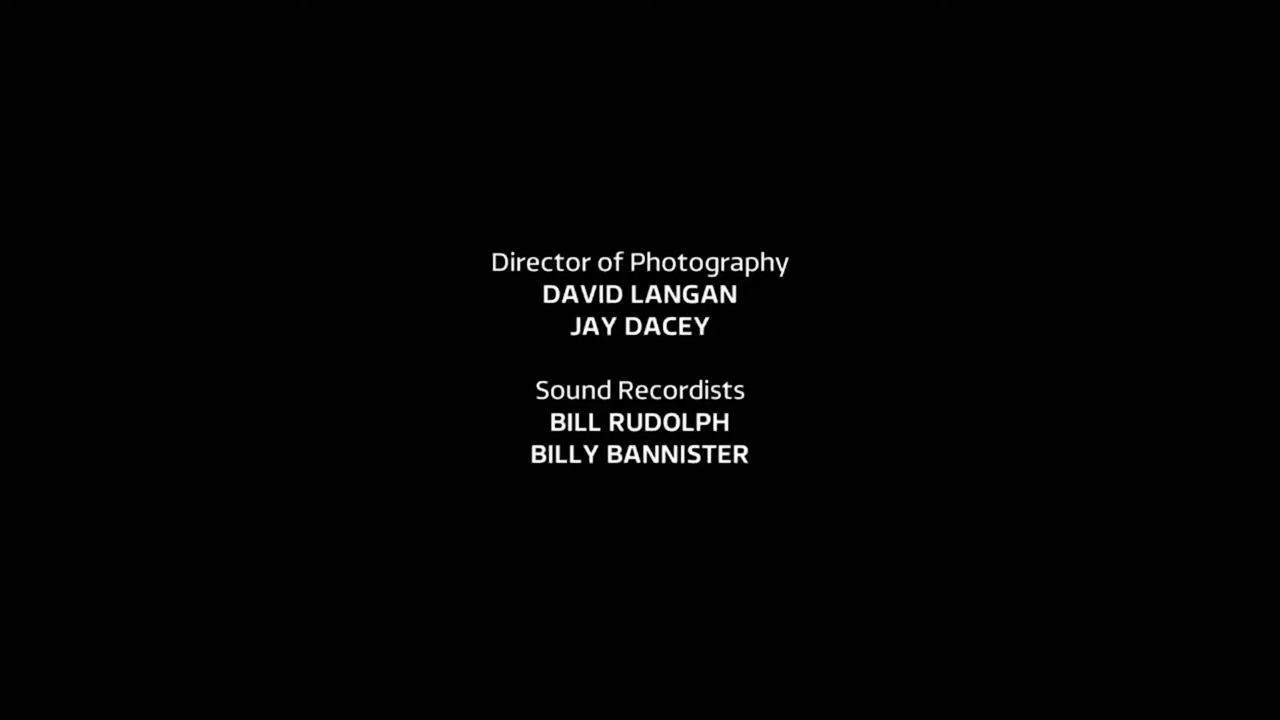 Director of Photography
DAVID LANGAN
JAY DACEY
Sound Recordists
BILL RUDOLPH
BILLY BANNISTER